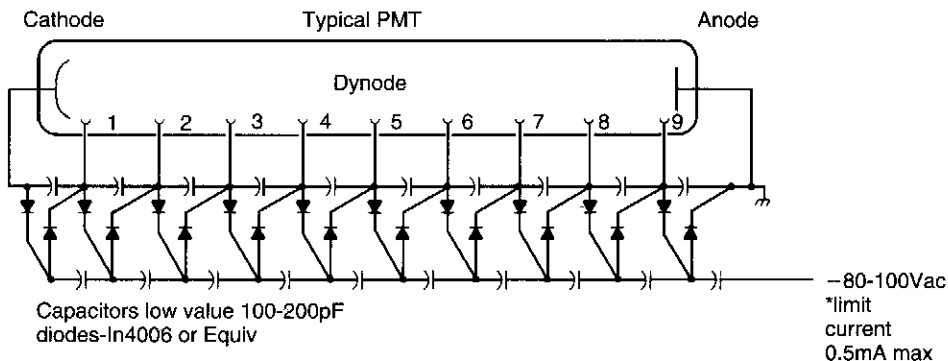 Cathode Typical PMT Anode
Dynode
1 2 3 4 5 6 7 8 9
−80-100Vac
*limit
current
0.5mA max
Capacitors low value 100-200pF
diodes-In4006 or Equiv